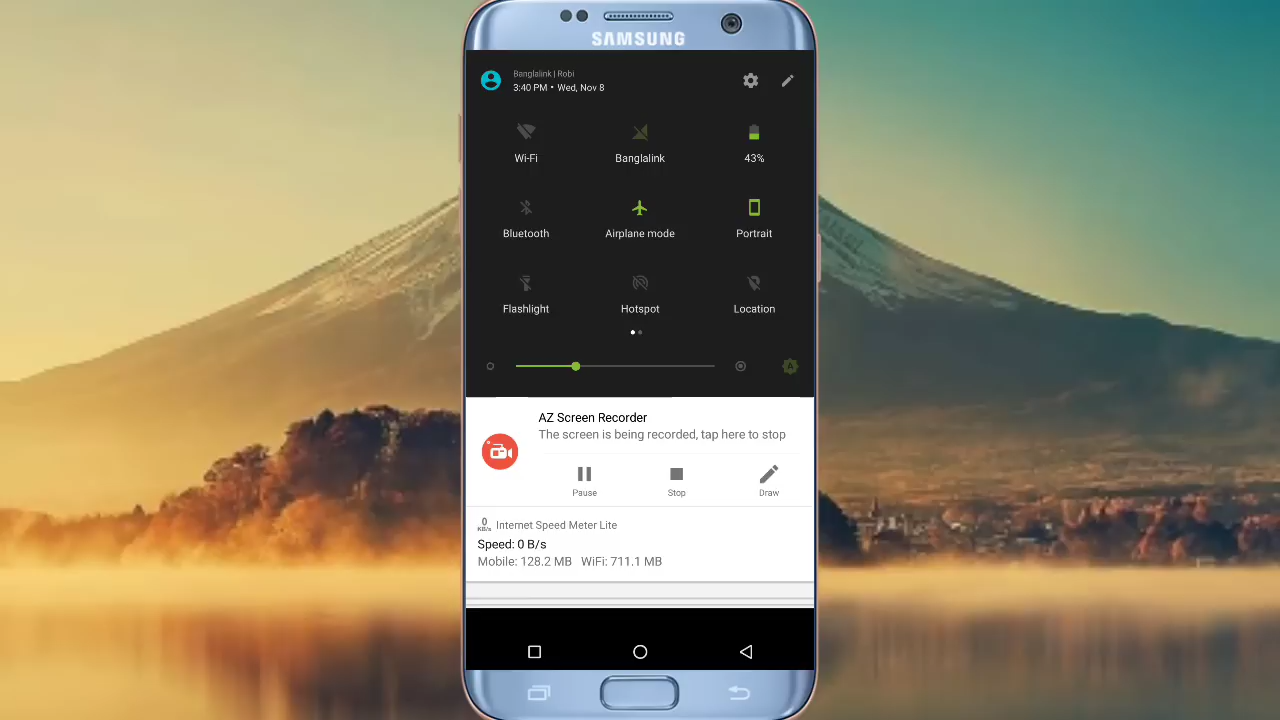 SAMSUNG
Banglalink | Robi
3:40 PM • Wed, Nov 8
Wi-Fi
Banglalink
43%
Bluetooth
Airplane mode
Portrait
Flashlight
Hotspot
Location
A
AZ Screen Recorder
The screen is being recorded, tap here to stop
Pause
Stop
Draw
0
KB/s
Internet Speed Meter Lite
Speed: 0 B/s
Mobile: 128.2 MB WiFi: 711.1 MB